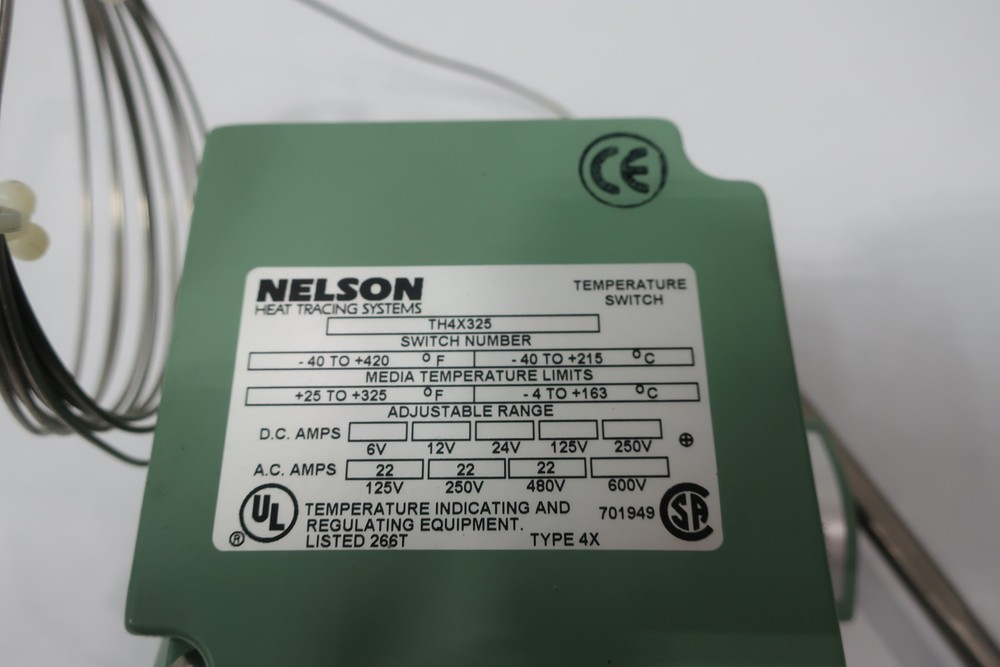 CE
NELSON
HEAT TRACING SYSTEMS
TEMPERATURE
SWITCH
TH4X325
SWITCH NUMBER
- 40 TO +420 °F - 40 TO +215 °C
MEDIA TEMPERATURE LIMITS
+25 TO +325 °F - 4 TO +163 °C
ADJUSTABLE RANGE
D.C. AMPS
6V 12V 24V 125V 250V
A.C. AMPS 22 22 22
125V 250V 480V 600V
UL ®
TEMPERATURE INDICATING AND
REGULATING EQUIPMENT.
LISTED 266T TYPE 4X
701949 SA